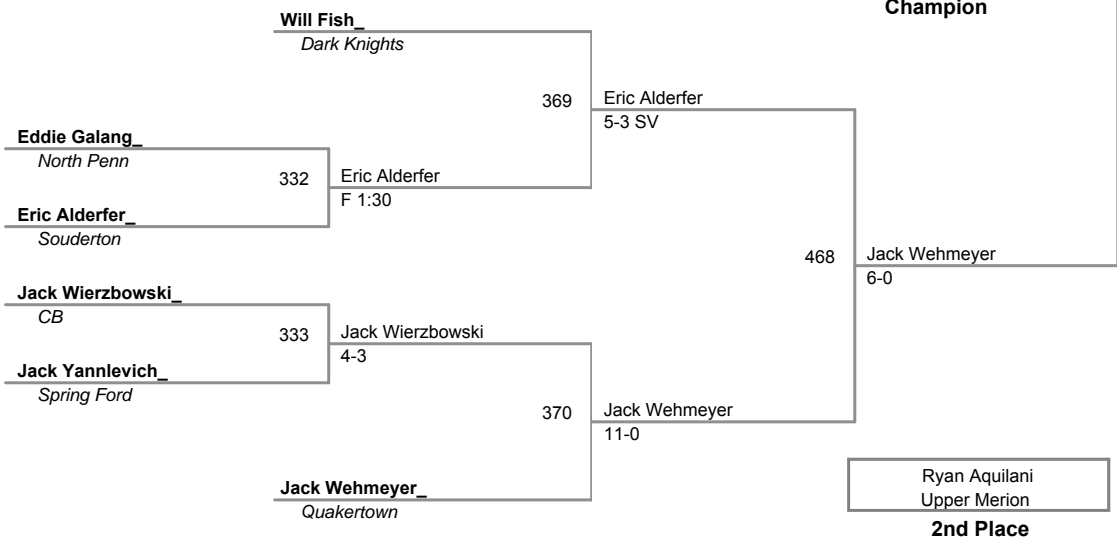 Champion
Will Fish_
Dark Knights
369
Eric Alderfer
5-3 SV
Eddie Galang_
North Penn
332
Eric Alderfer
F 1:30
Eric Alderfer_
Souderton
468
Jack Wehmeyer
6-0
Jack Wierzbowski_
CB
333
Jack Wierzbowski
4-3
Jack Yannlevich_
Spring Ford
370
Jack Wehmeyer
11-0
Jack Wehmeyer_
Quakertown
Ryan Aquilani
Upper Merion
2nd Place